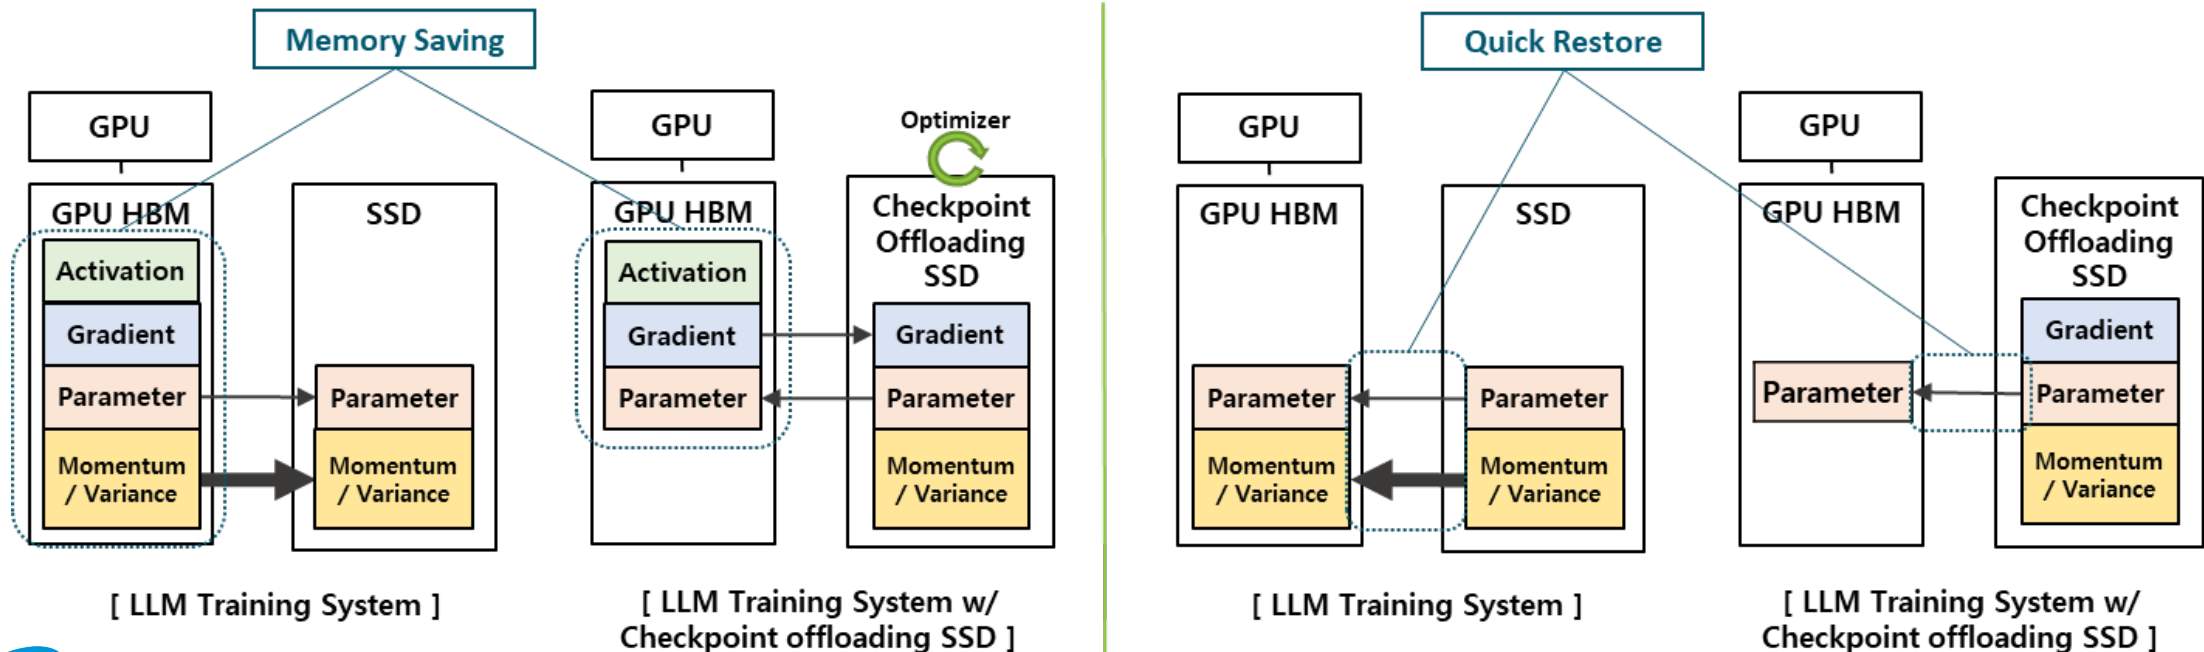 Memory Saving
GPU
GPU HBM
Activation
Gradient
Parameter
Momentum
/ Variance
SSD
Parameter
Momentum
/ Variance
[ LLM Training System ]
GPU
GPU HBM
Activation
Gradient
Parameter
Optimizer
Checkpoint
Offloading
SSD
Gradient
Parameter
Momentum
/ Variance
[ LLM Training System w/
Checkpoint offloading SSD ]
Quick Restore
GPU
GPU HBM
Parameter
Momentum
/ Variance
SSD
Parameter
Momentum
/ Variance
[ LLM Training System ]
GPU
GPU HBM
Parameter
Checkpoint
Offloading
SSD
Gradient
Parameter
Momentum
/ Variance
[ LLM Training System w/
Checkpoint offloading SSD ]